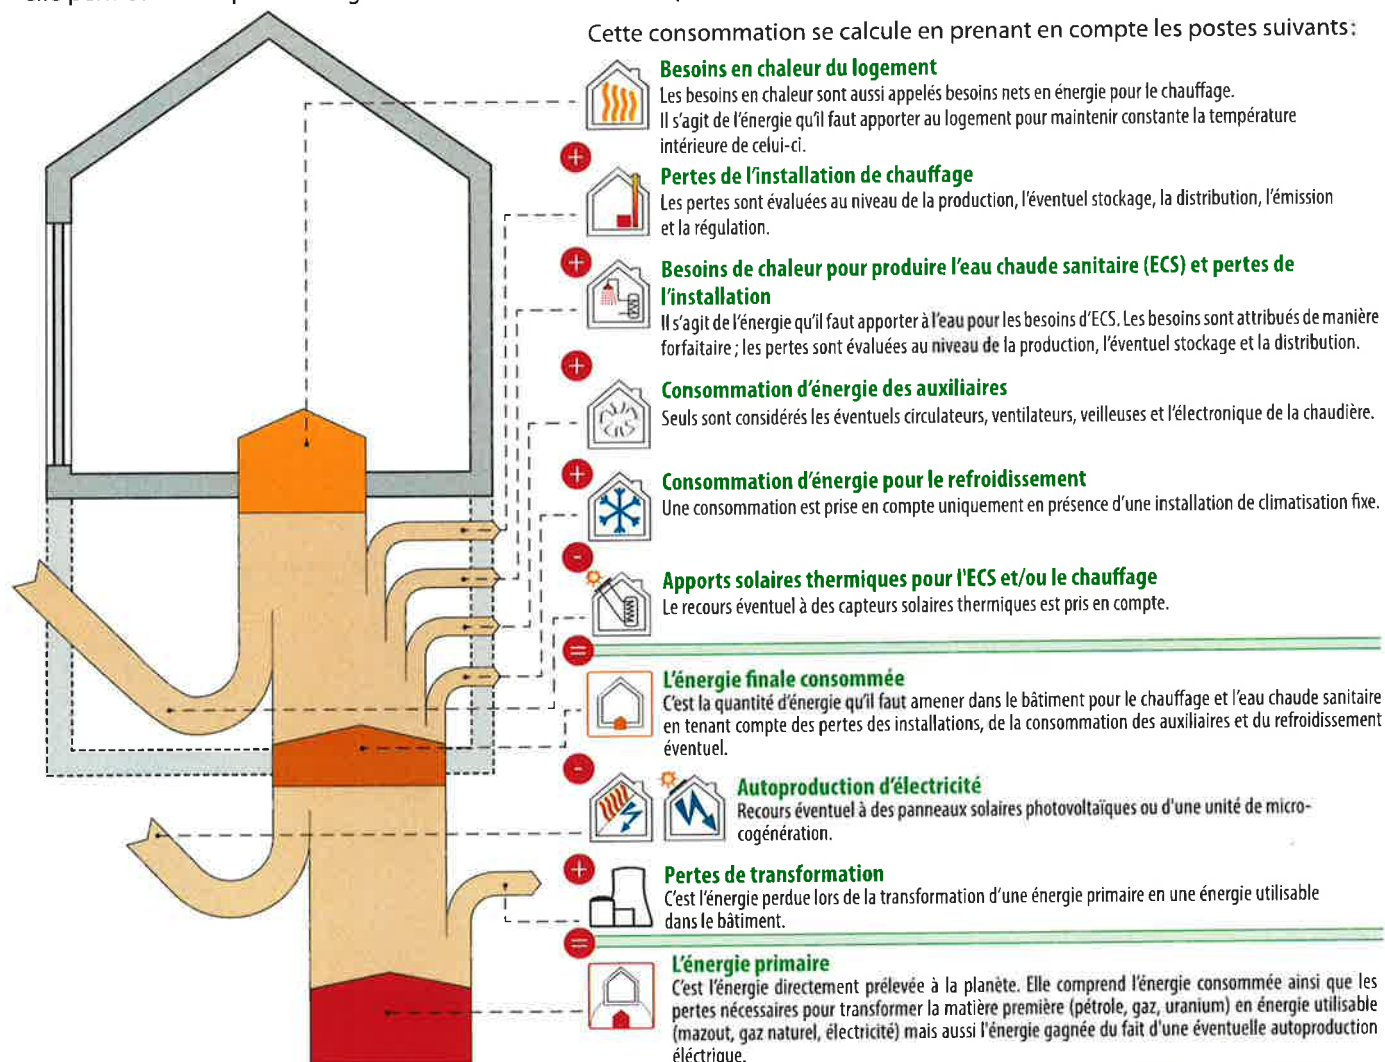 Cette consommation se calcule en prenant en compte les postes suivants:
Besoins en chaleur du logement
Les besoins en chaleur sont aussi appelés besoins nets en énergie pour le chauffage.
Il s'agit de l'énergie qu'il faut apporter au logement pour maintenir constante la température
intérieure de celui-ci.
+
Pertes de l'installation de chauffage
Les pertes sont évaluées au niveau de la production, l'éventuel stockage, la distribution, l'émission
et la régulation.
+
Besoins de chaleur pour produire l'eau chaude sanitaire (ECS) et pertes de
l'installation
Il s'agit de l'énergie qu'il faut apporter à l'eau pour les besoins d'ECS. Les besoins sont attribués de manière
forfaitaire ; les pertes sont évaluées au niveau de la production, l'éventuel stockage et la distribution.
+
Consommation d'énergie des auxiliaires
Seuls sont considérés les éventuels circulateurs, ventilateurs, veilleuses et l'électronique de la chaudière.
+
Consommation d'énergie pour le refroidissement
Une consommation est prise en compte uniquement en présence d'une installation de climatisation fixe.
-
Apports solaires thermiques pour l'ECS et/ou le chauffage
Le recours éventuel à des capteurs solaires thermiques est pris en compte.
=
L'énergie finale consommée
C'est la quantité d'énergie qu'il faut amener dans le bâtiment pour le chauffage et l'eau chaude sanitaire
en tenant compte des pertes des installations, de la consommation des auxiliaires et du refroidissement
éventuel.
-
Autoproduction d'électricité
Recours éventuel à des panneaux solaires photovoltaïques ou d'une unité de micro-
cogénération.
+
Pertes de transformation
C'est l'énergie perdue lors de la transformation d'une énergie primaire en une énergie utilisable
dans le bâtiment.
=
L'énergie primaire
C'est l'énergie directement prélevée à la planète. Elle comprend l'énergie consommée ainsi que les
pertes nécessaires pour transformer la matière première (pétrole, gaz, uranium) en énergie utilisable
(mazout, gaz naturel, électricité) mais aussi l'énergie gagnée du fait d'une éventuelle autoproduction
éléctrique.